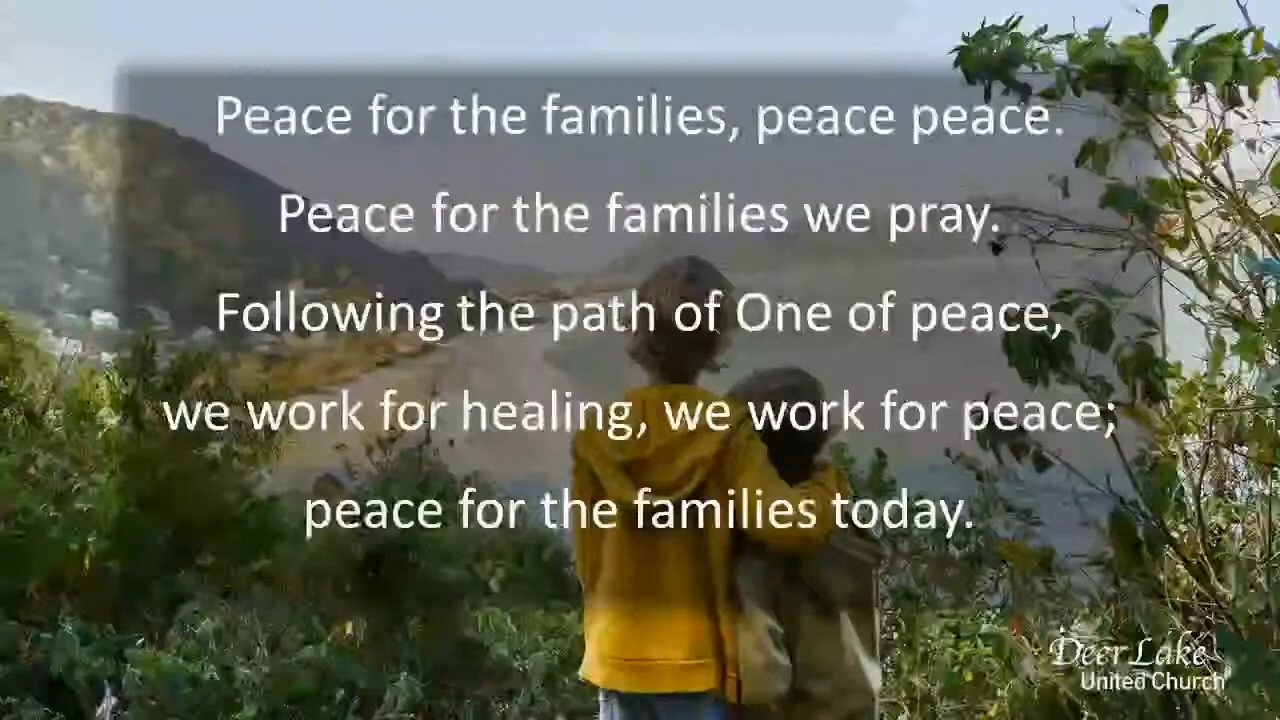 Peace for the families, peace peace.
Peace for the families we pray.
Following the path of One of peace,
we work for healing, we work for peace;
peace for the families today.
Deer Lake
United Church